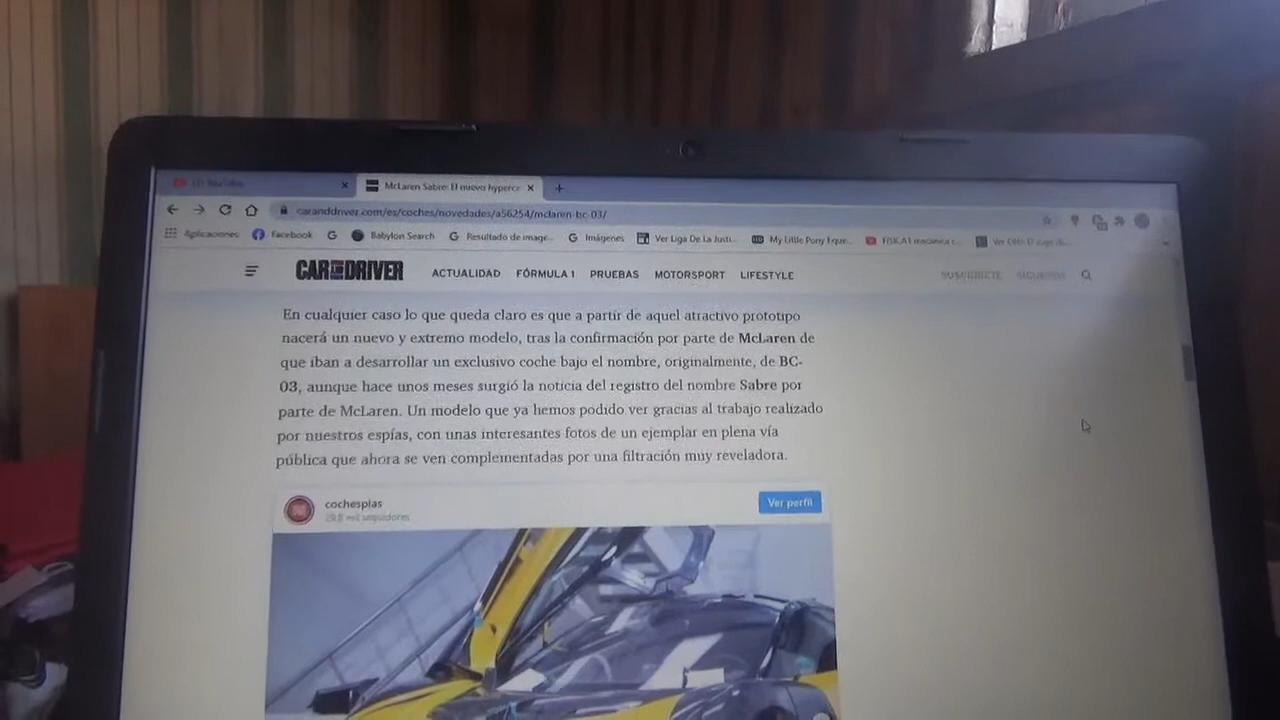 YouTube
McLaren Sabre: El nuevo hyperca
caranddriver.com/es/coches/novedades/a56254/mclaren-bc-03/
Aplicaciones Facebook Babylon Search Resultado de image... Imágenes Ver Liga De La Justi... My Little Pony Eque...
CAR AND DRIVER ACTUALIDAD FÓRMULA 1 PRUEBAS MOTORSPORT LIFESTYLE SUSCRÍBETE SÍGUENOS
En cualquier caso lo que queda claro es que a partir de aquel atractivo prototipo
nacerá un nuevo y extremo modelo, tras la confirmación por parte de McLaren de
que iban a desarrollar un exclusivo coche bajo el nombre, originalmente, de BC-
03, aunque hace unos meses surgió la noticia del registro del nombre Sabre por
parte de McLaren. Un modelo que ya hemos podido ver gracias al trabajo realizado
por nuestros espías, con unas interesantes fotos de un ejemplar en plena vía
pública que ahora se ven complementadas por una filtración muy reveladora.
cochespias
mil seguidores
Ver perfil